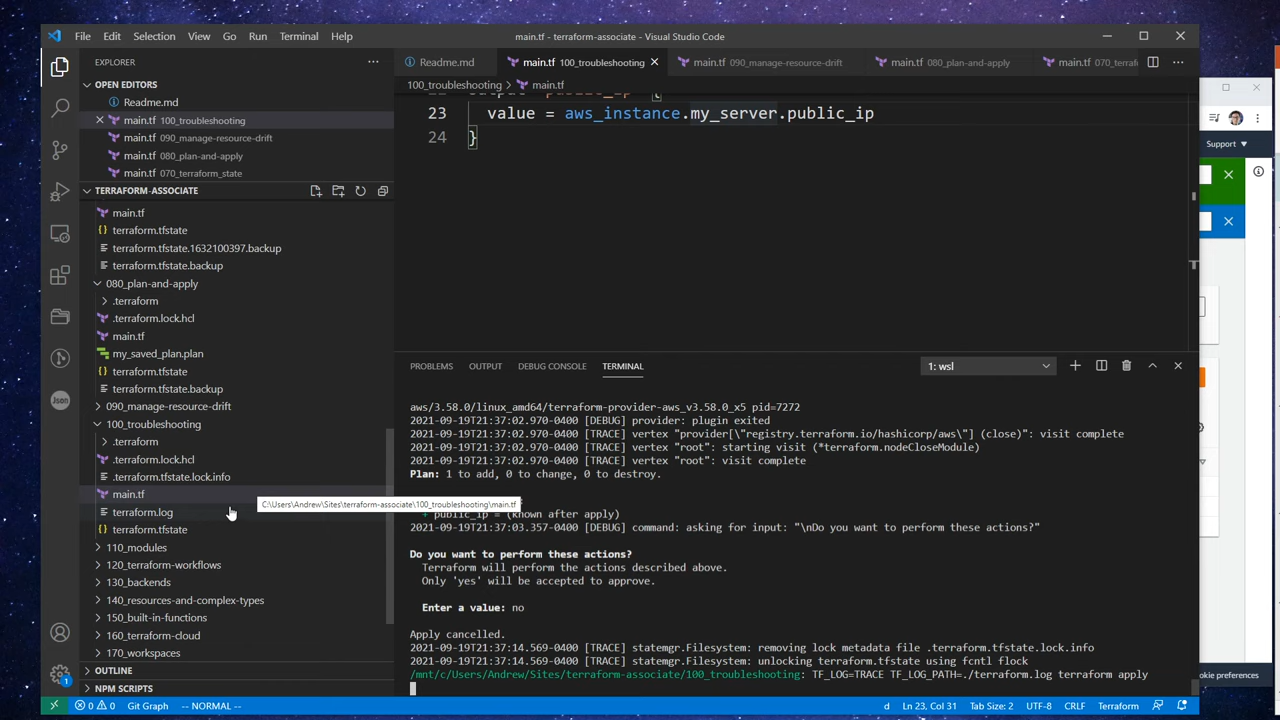 File Edit Selection View Go Run Terminal Help
main.tf - terraform-associate - Visual Studio Code
EXPLORER
OPEN EDITORS
Readme.md
main.tf 100_troubleshooting
main.tf 090_manage-resource-drift
main.tf 080_plan-and-apply
main.tf 070_terraform_state
TERRAFORM-ASSOCIATE
main.tf
terraform.tfstate
terraform.tfstate.1632100397.backup
terraform.tfstate.backup
080_plan-and-apply
.terraform
.terraform.lock.hcl
main.tf
my_saved_plan.plan
terraform.tfstate
terraform.tfstate.backup
090_manage-resource-drift
100_troubleshooting
.terraform
.terraform.lock.hcl
.terraform.tfstate.lock.info
main.tf
terraform.log
terraform.tfstate
110_modules
120_terraform-workflows
130_backends
140_resources-and-complex-types
150_built-in-functions
160_terraform-cloud
170_workspaces
OUTLINE
NPM SCRIPTS
Json
1
C:\Users\Andrew\Sites\terraform-associate\100_troubleshooting\main.tf
Readme.md main.tf 100_troubleshooting main.tf 090_manage-resource-drift main.tf 080_plan-and-apply main.tf 070_terraf
100_troubleshooting > main.tf
23 value = aws_instance.my_server.public_ip
24 }
PROBLEMS OUTPUT DEBUG CONSOLE TERMINAL 1: wsl
aws/3.58.0/linux_amd64/terraform-provider-aws_v3.58.0_x5 pid=7272
2021-09-19T21:37:02.970-0400 [DEBUG] provider: plugin exited
2021-09-19T21:37:02.970-0400 [TRACE] vertex "provider[\"registry.terraform.io/hashicorp/aws\"] (close)": visit complete
2021-09-19T21:37:02.970-0400 [TRACE] vertex "root": starting visit (*terraform.nodeCloseModule)
2021-09-19T21:37:02.970-0400 [TRACE] vertex "root": visit complete
Plan: 1 to add, 0 to change, 0 to destroy.
+ public_ip = (known after apply)
2021-09-19T21:37:03.357-0400 [DEBUG] command: asking for input: "\nDo you want to perform these actions?"
Do you want to perform these actions?
Terraform will perform the actions described above.
Only 'yes' will be accepted to approve.
Enter a value: no
Apply cancelled.
2021-09-19T21:37:14.569-0400 [TRACE] statemgr.Filesystem: removing lock metadata file .terraform.tfstate.lock.info
2021-09-19T21:37:14.569-0400 [TRACE] statemgr.Filesystem: unlocking terraform.tfstate using fcntl flock
/mnt/c/Users/Andrew/Sites/terraform-associate/100_troubleshooting: TF_LOG=TRACE TF_LOG_PATH=./terraform.log terraform apply
0 0 Git Graph -- NORMAL -- d Ln 23, Col 31 Spaces: 2 UTF-8 CRLF Terraform
Support
cookie preferences